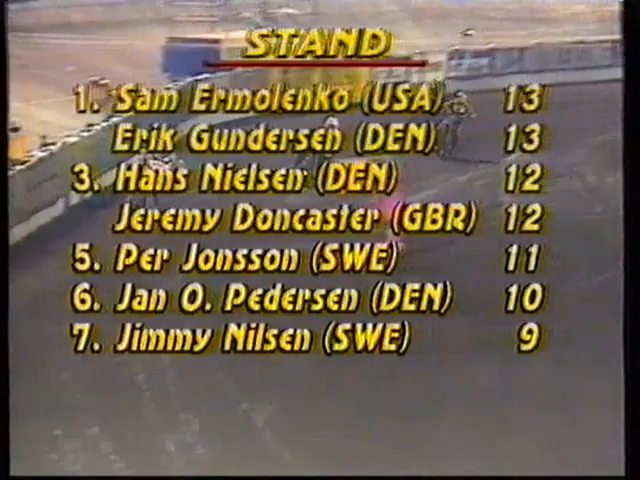 STAND
1. Sam Ermolenko (USA) 13
Erik Gundersen (DEN) 13
3. Hans Nielsen (DEN) 12
Jeremy Doncaster (GBR) 12
5. Per Jonsson (SWE) 11
6. Jan O. Pedersen (DEN) 10
7. Jimmy Nilsen (SWE) 9